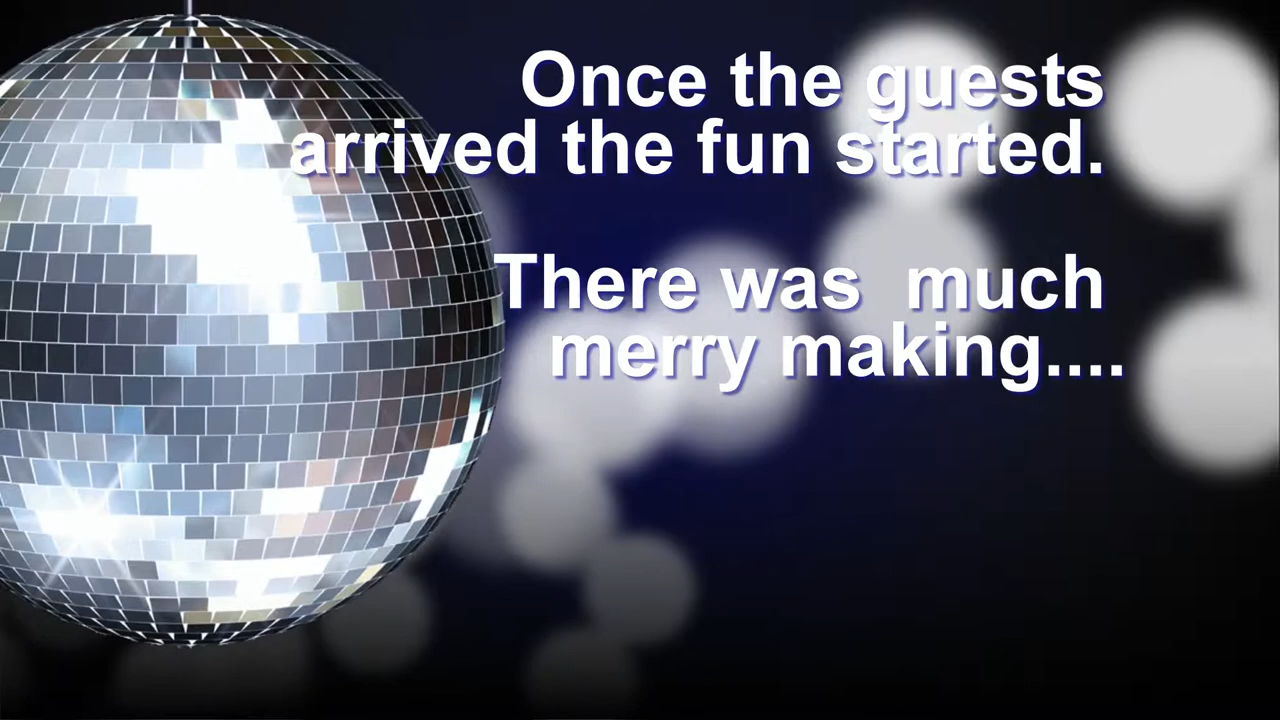 Once the guests
arrived the fun started.
There was  much
merry making....